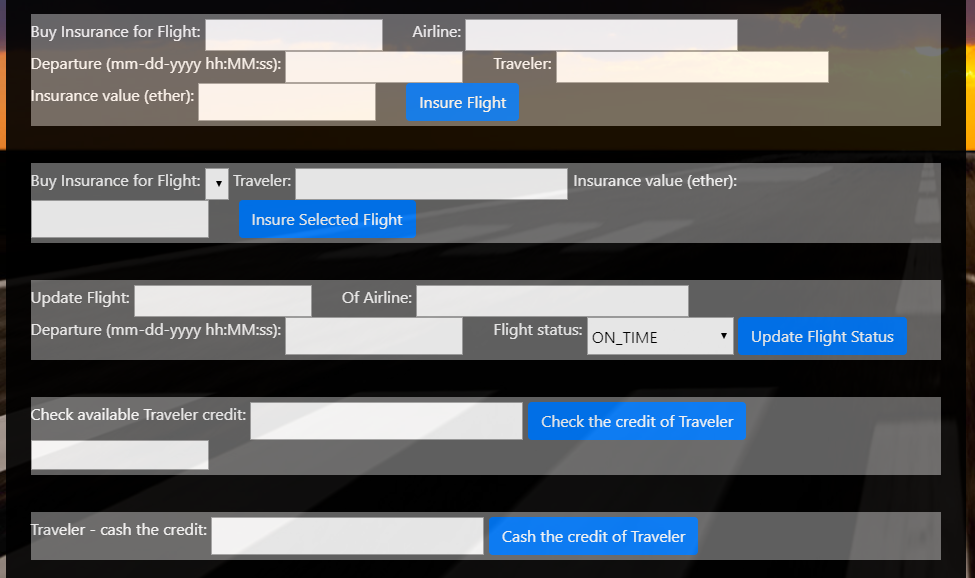 Buy Insurance for Flight: Airline:
Departure (mm-dd-yyyy hh:MM:ss): Traveler:
Insurance value (ether): Insure Flight
Buy Insurance for Flight: Traveler: Insurance value (ether):
Insure Selected Flight
Update Flight: Of Airline:
Departure (mm-dd-yyyy hh:MM:ss): Flight status: ON_TIME Update Flight Status
Check available Traveler credit: Check the credit of Traveler
Traveler - cash the credit: Cash the credit of Traveler